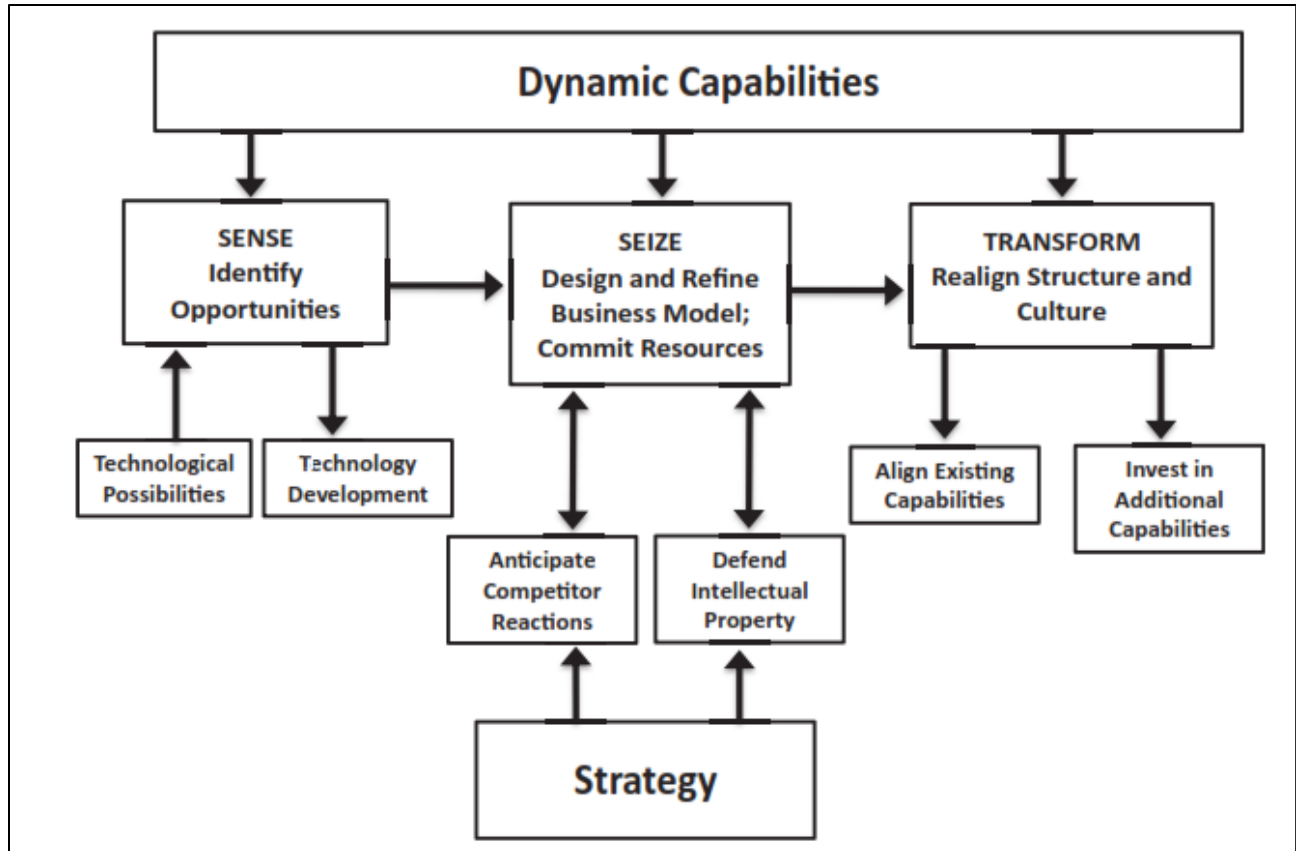 Dynamic Capabilities
SENSE
Identify
Opportunities
SEIZE
Design and Refine
Business Model;
Commit Resources
TRANSFORM
Realign Structure and
Culture
Technological
Possibilities
Technology
Development
Anticipate
Competitor
Reactions
Defend
Intellectual
Property
Align Existing
Capabilities
Invest in
Additional
Capabilities
Strategy